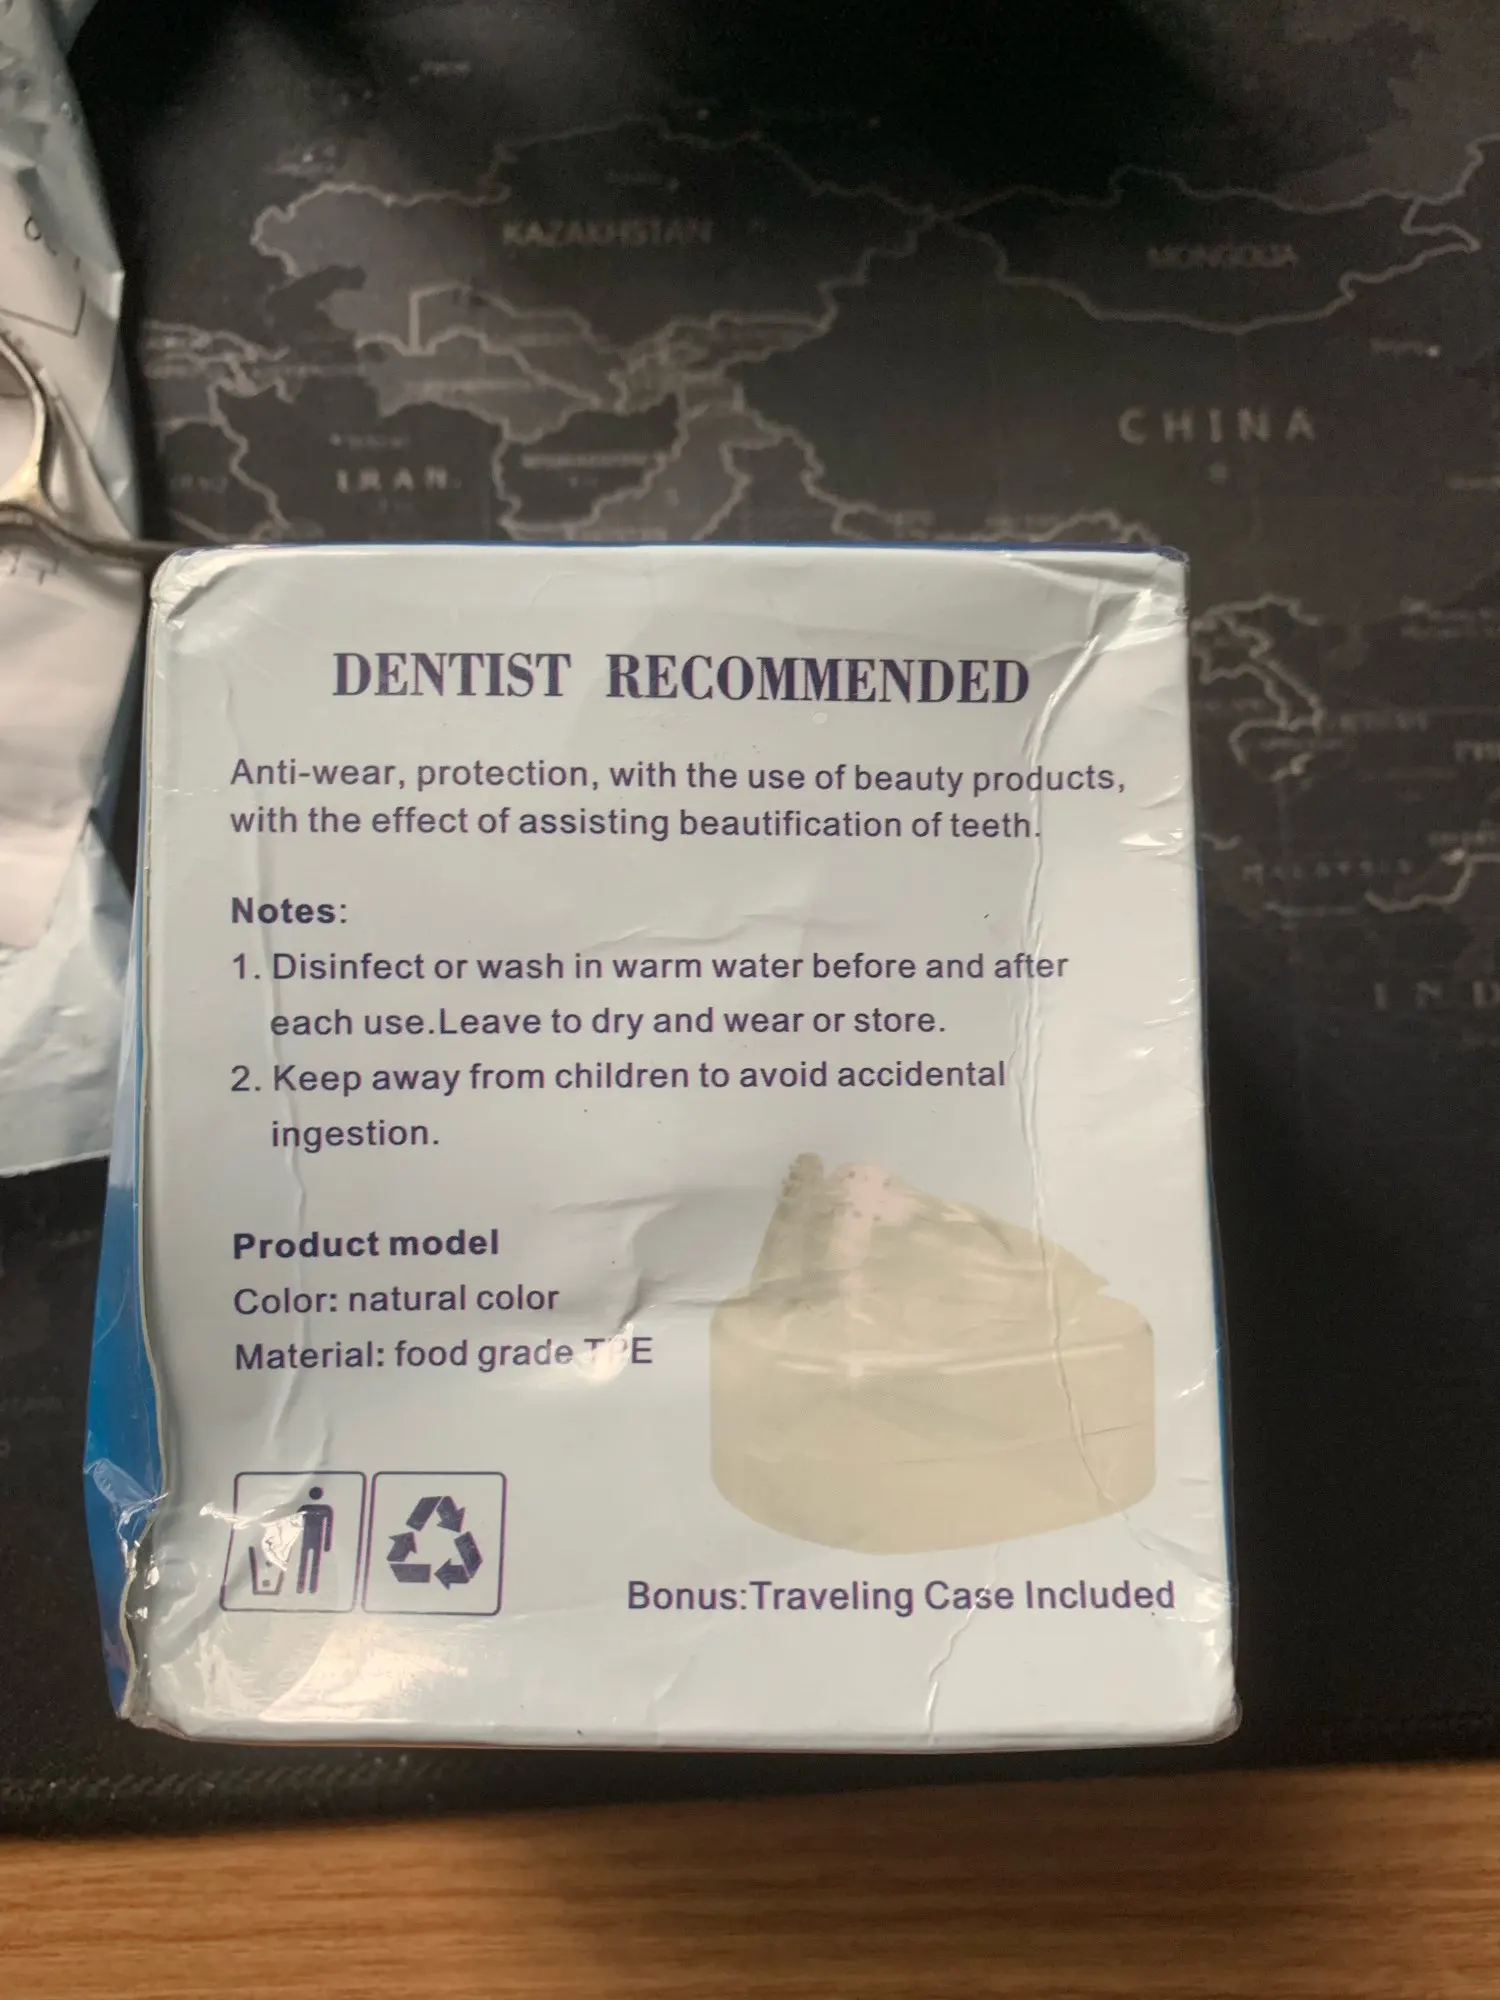 KAZAKHSTAN
MONGOLIA
CHINA
IRAN
DENTIST RECOMMENDED
Anti-wear, protection, with the use of beauty products,
with the effect of assisting beautification of teeth.
Notes:
1. Disinfect or wash in warm water before and after
each use.Leave to dry and wear or store.
2. Keep away from children to avoid accidental
ingestion.
Product model
Color: natural color
Material: food grade TPE
Bonus:Traveling Case Included
MALAYSIA